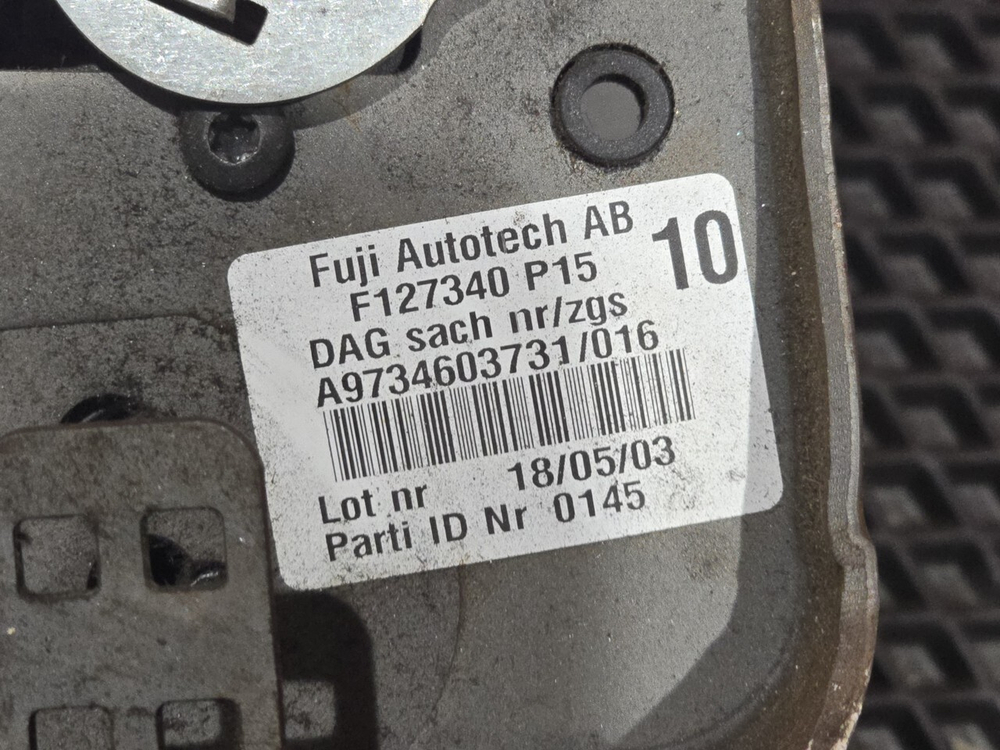 Fuji Autotech AB
10
F127340 P15
DAG sach nr/zgs
A9734603731/016
Lot nr 18/05/03
Parti ID Nr 0145